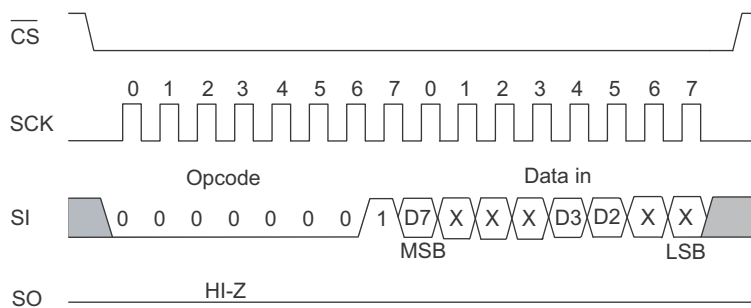 CS
0 1 2 3 4 5 6 7 0 1 2 3 4 5 6 7
SCK
Opcode Data in
SI 0 0 0 0 0 0 0 1 D7 X X X D3 D2 X X
MSB LSB
HI-Z
SO